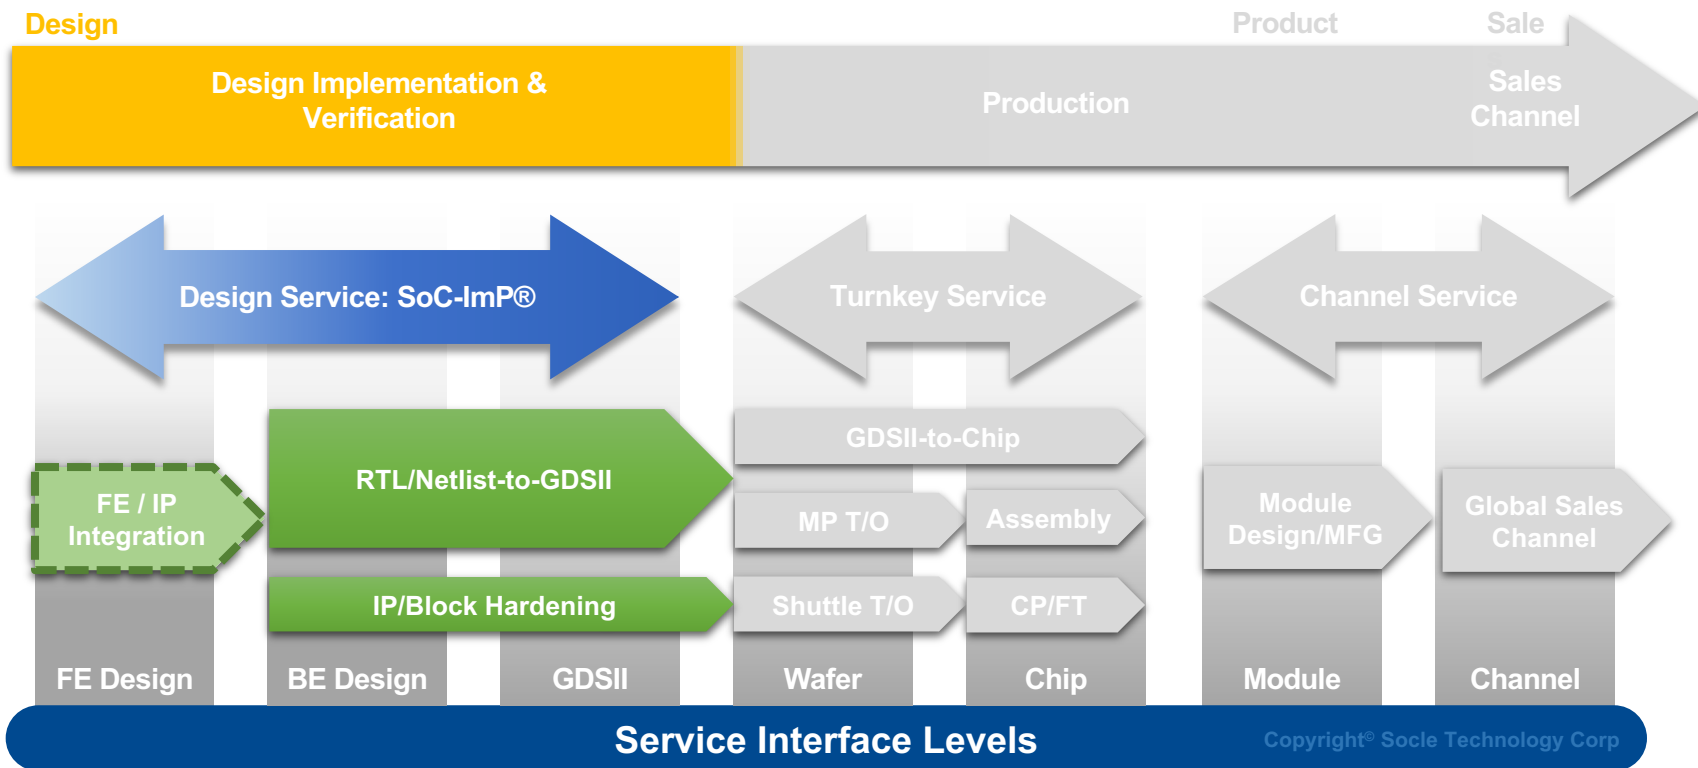 Design
Product
Sale
Design Implementation &
Verification
Production
Sales
Channel
Design Service: SoC-ImP®
Turnkey Service
Channel Service
RTL/Netlist-to-GDSII
GDSII-to-Chip
FE / IP
Integration
MP T/O
Assembly
Module
Design/MFG
Global Sales
Channel
IP/Block Hardening
Shuttle T/O
CP/FT
FE Design
BE Design
GDSII
Wafer
Chip
Module
Channel
Service Interface Levels
Copyright© Socle Technology Corp